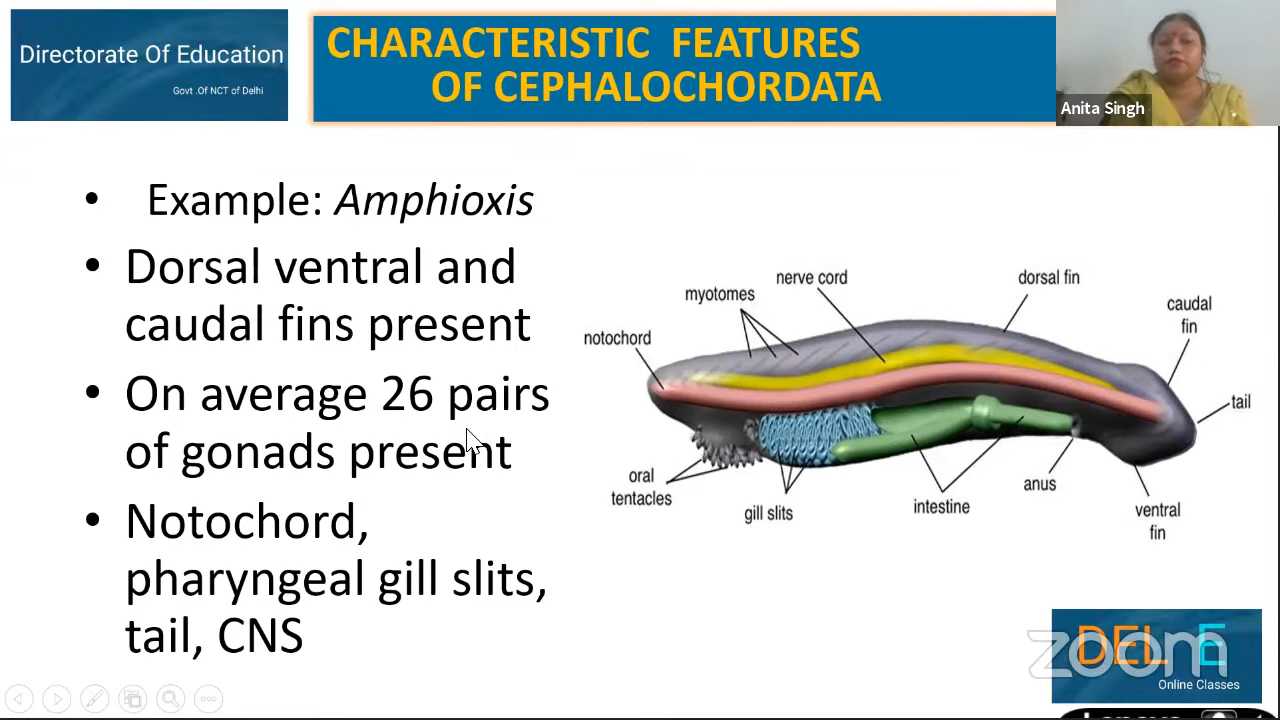 Directorate Of Education
Govt .Of NCT of Delhi
CHARACTERISTIC FEATURES
OF CEPHALOCHORDATA
Anita Singh
• Example: Amphioxis
• Dorsal ventral and
caudal fins present
• On average 26 pairs
of gonads present
• Notochord,
pharyngeal gill slits,
tail, CNS
nerve cord
dorsal fin
myotomes
caudal
fin
notochord
tail
oral
tentacles
gill slits
intestine
anus
ventral
fin
zoom
DEL E
Online Classes